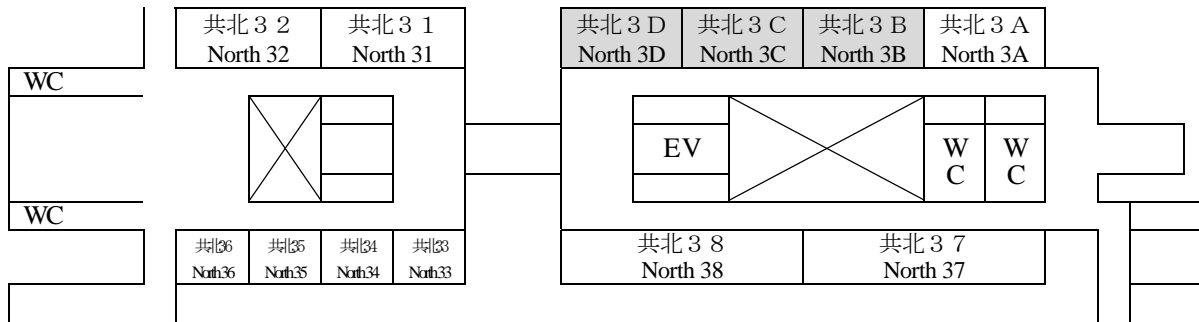 共北３２
North 32
共北３１
North 31
共北３Ｄ
North 3D
共北３Ｃ
North 3C
共北３Ｂ
North 3B
共北３Ａ
North 3A
WC
EV
W
C
W
C
WC
共北36
North36
共北35
North35
共北34
North34
共北33
North33
共北３８
North 38
共北３７
North 37